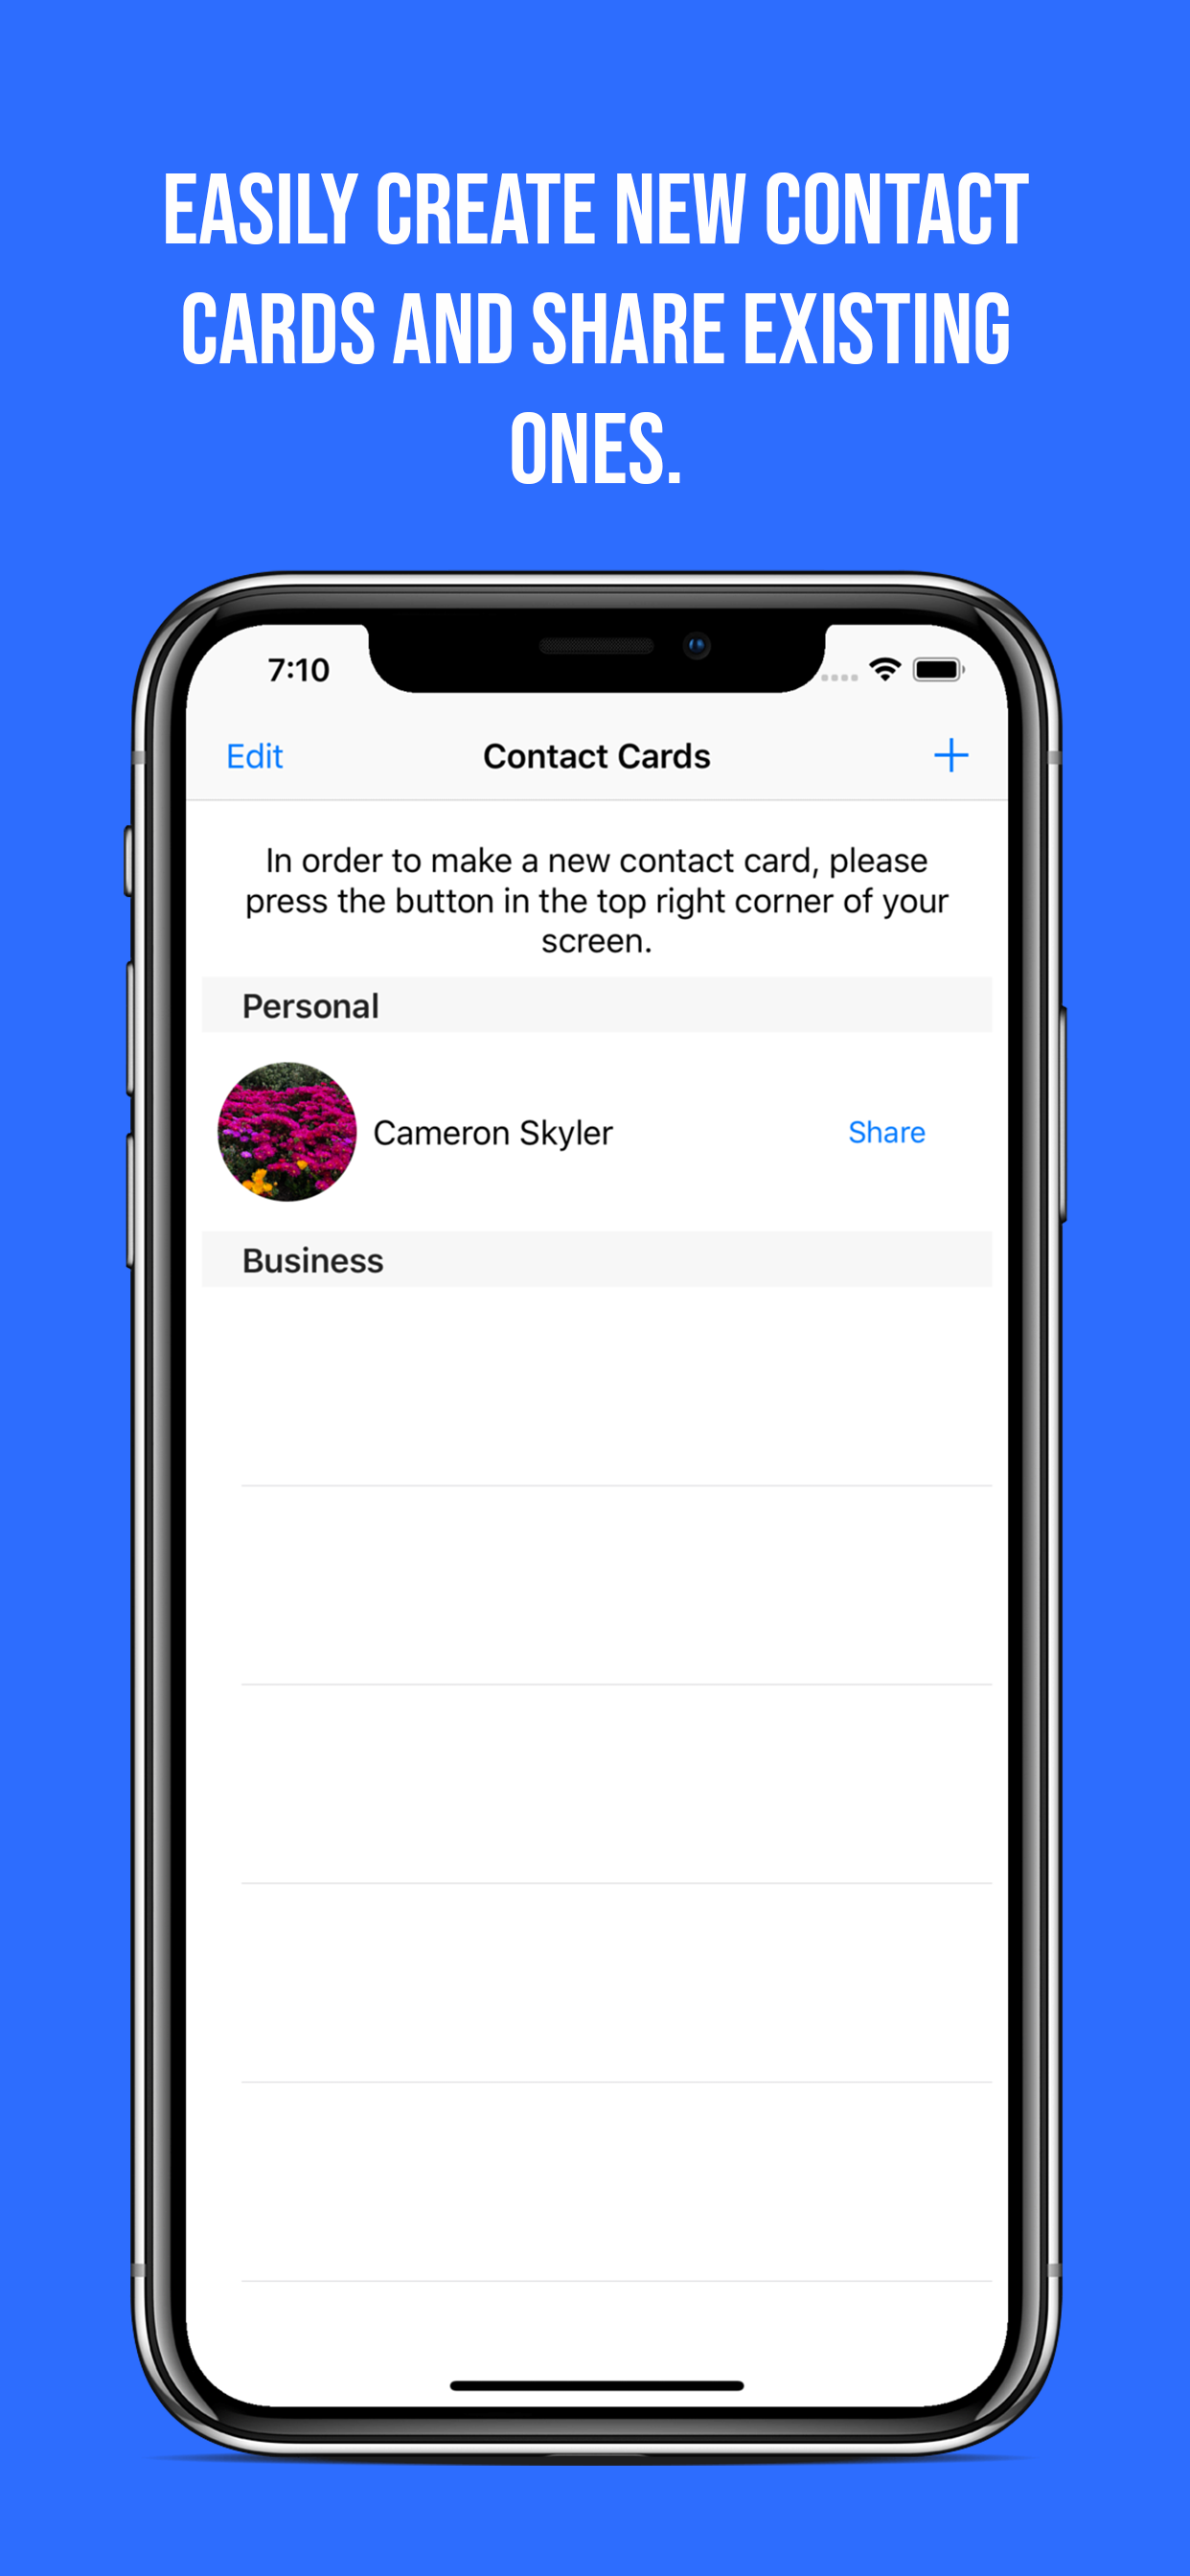 EASILY CREATE NEW CONTACT
CARDS AND SHARE EXISTING
ONES.
7:10
Edit
Contact Cards
In order to make a new contact card, please
press the button in the top right corner of your
screen.
Personal
Cameron Skyler
Share
Business